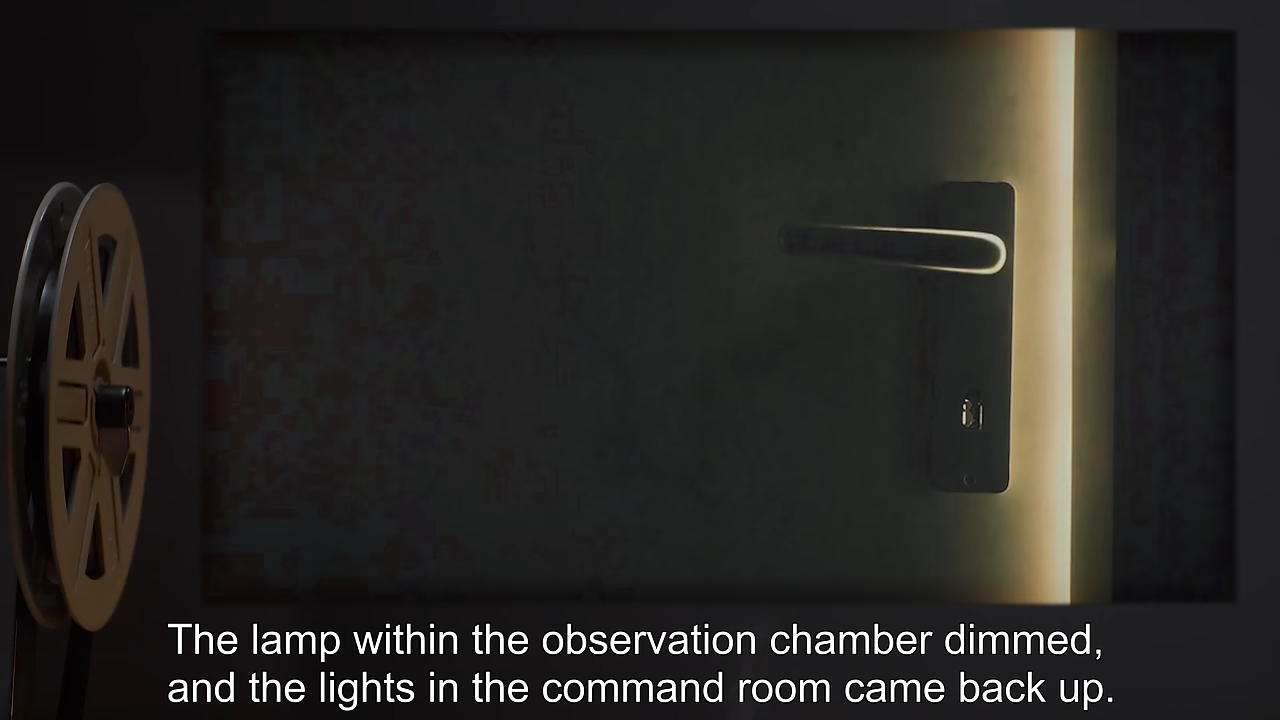 The lamp within the observation chamber dimmed,
and the lights in the command room came back up.